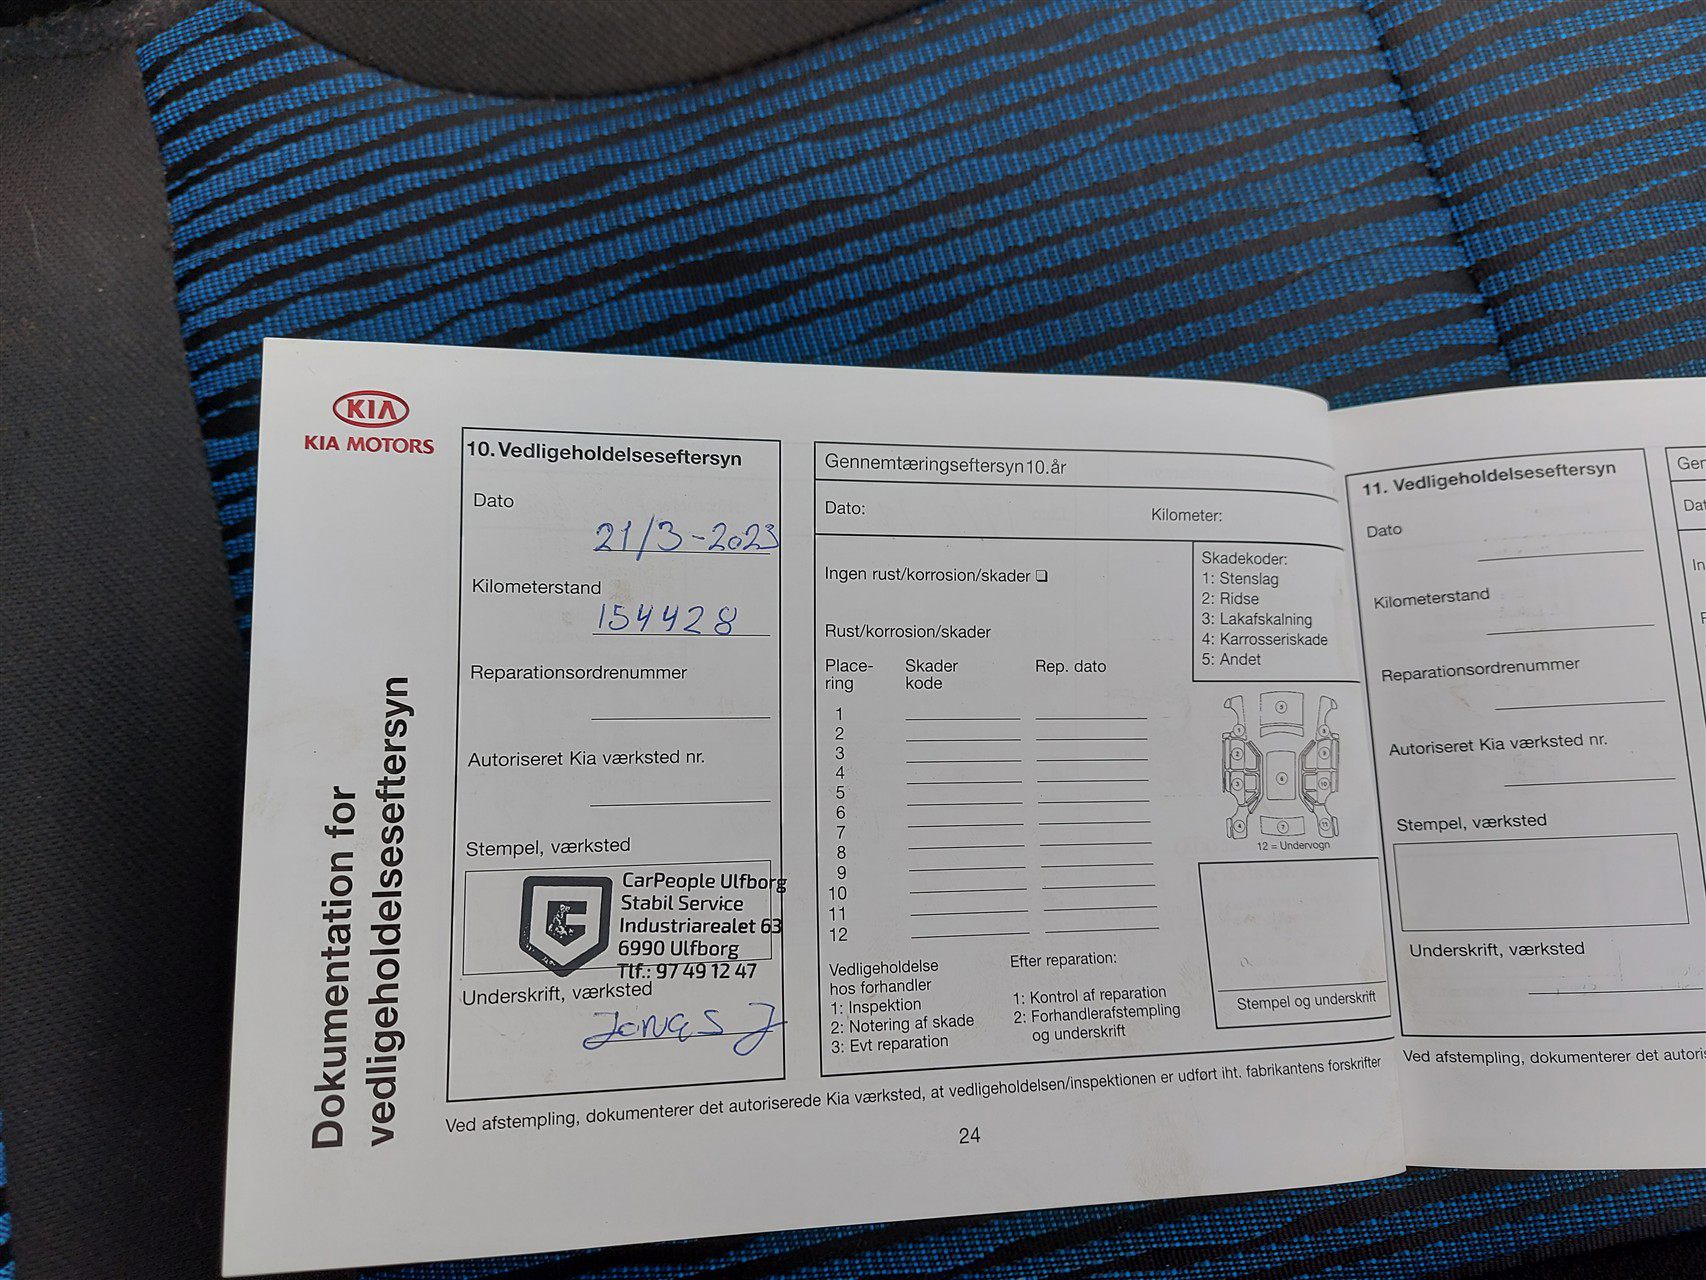 KIA
KIA MOTORS
Dokumentation for
vedligeholdelseseftersyn
10. Vedligeholdelseseftersyn
Dato
21/3-2023
Kilometerstand
154428
Reparationsordrenummer
Autoriseret Kia værksted nr.
Stempel, værksted
CarPeople Ulfborg
Stabil Service
Industriarealet 63
6990 Ulfborg
Tlf.: 97 49 12 47
Underskrift, værksted
Jonas J
Gennemtæringseftersyn 10. år
Dato:
Kilometer:
Ingen rust/korrosion/skader
Rust/korrosion/skader
Place-
ring
Skader
kode
Rep. dato
1
2
3
4
5
6
7
8
9
10
11
12
Skadekoder:
1: Stenslag
2: Ridse
3: Lakafskalning
4: Karrosseriskade
5: Andet
12 = Undervogn
Vedligeholdelse
hos forhandler
1: Inspektion
2: Notering af skade
3: Evt reparation
Efter reparation:
1: Kontrol af reparation
2: Forhandlerafstempling
og underskrift
Stempel og underskrift
Ved afstempling, dokumenterer det autoriserede Kia værksted, at vedligeholdelsen/inspektionen er udført iht. fabrikantens forskrifter
24
11. Vedligeholdelseseftersyn
Dato
Kilometerstand
Reparationsordrenummer
Autoriseret Kia værksted nr.
Stempel, værksted
Underskrift, værksted
Ved afstempling, dokumenterer det autoris
Ger
Dat
In